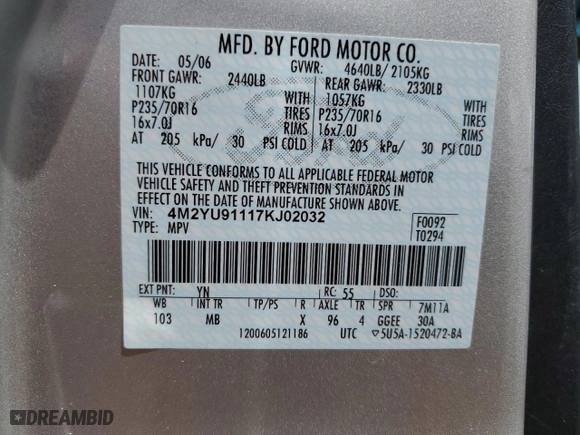 MFD. BY FORD MOTOR CO.
DATE: 05/06 GVWR: 4640LB/ 2105KG
FRONT GAWR: 2440LB REAR GAWR: 2330LB
1107KG WITH 1057KG WITH
P235/70R16 TIRES P235/70R16 TIRES
16x7.0J RIMS 16x7.0J RIMS
AT 205 kPa/ 30 PSI COLD AT 205 kPa/ 30 PSI COLD
THIS VEHICLE CONFORMS TO ALL APPLICABLE FEDERAL MOTOR
VEHICLE SAFETY AND THEFT PREVENTION STANDARDS IN
EFFECT ON THE DATE OF MANUFACTURE SHOWN ABOVE.
VIN: 4M2YU91117KJ02032 F0092
TYPE: MPV T0294
EXT PNT: YN RC: 55 DSO:
WB INT TR TP/PS R AXLE TR SPR 7M11A
103 MB X 96 4 GGEE 30A
1200605121186 UTC ▽5U5A-1520472-BA
Ford
DREAMBID